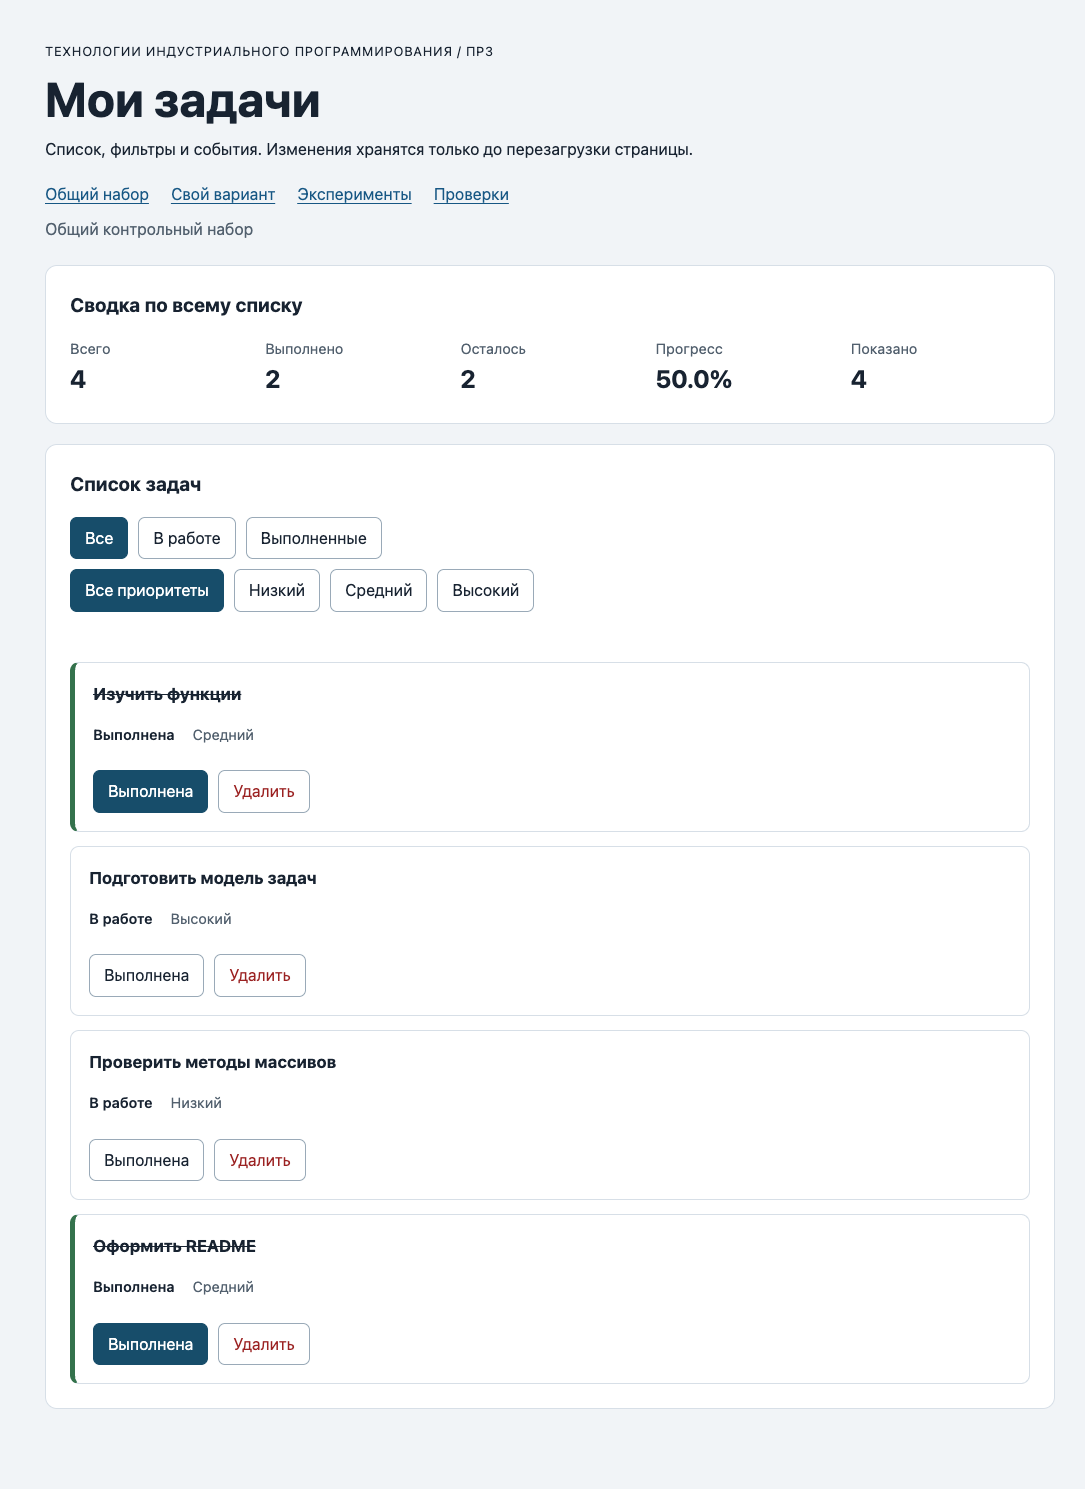 ТЕХНОЛОГИИ ИНДУСТРИАЛЬНОГО ПРОГРАММИРОВАНИЯ / ПР3
Мои задачи
Список, фильтры и события. Изменения хранятся только до перезагрузки страницы.
Общий набор Свой вариант Эксперименты Проверки
Общий контрольный набор
Сводка по всему списку
Всего Выполнено Осталось Прогресс Показано
4 2 2 50.0% 4
Список задач
Все В работе Выполненные
Все приоритеты Низкий Средний Высокий
Изучить функции
Выполнена Средний
Выполнена Удалить
Подготовить модель задач
В работе Высокий
Выполнена Удалить
Проверить методы массивов
В работе Низкий
Выполнена Удалить
Оформить README
Выполнена Средний
Выполнена Удалить